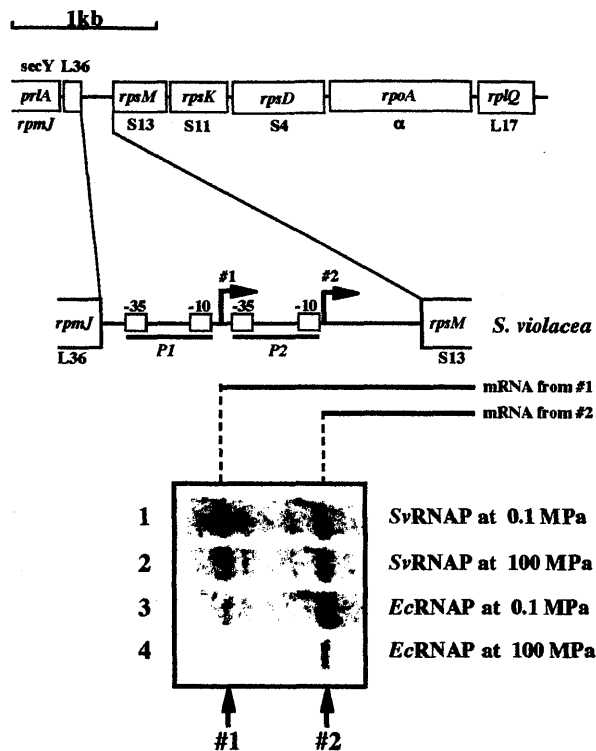 1kb
secY L36
prlA rpsM rpsK rpsD rpoA rplQ
rpmJ S13 S11 S4 α L17
#1 #2
-35 -10 -35 -10
rpmJ rpsM S. violacea
L36 P1 P2 S13
mRNA from #1
mRNA from #2
1 SvRNAP at 0.1 MPa
2 SvRNAP at 100 MPa
3 EcRNAP at 0.1 MPa
4 EcRNAP at 100 MPa
#1 #2